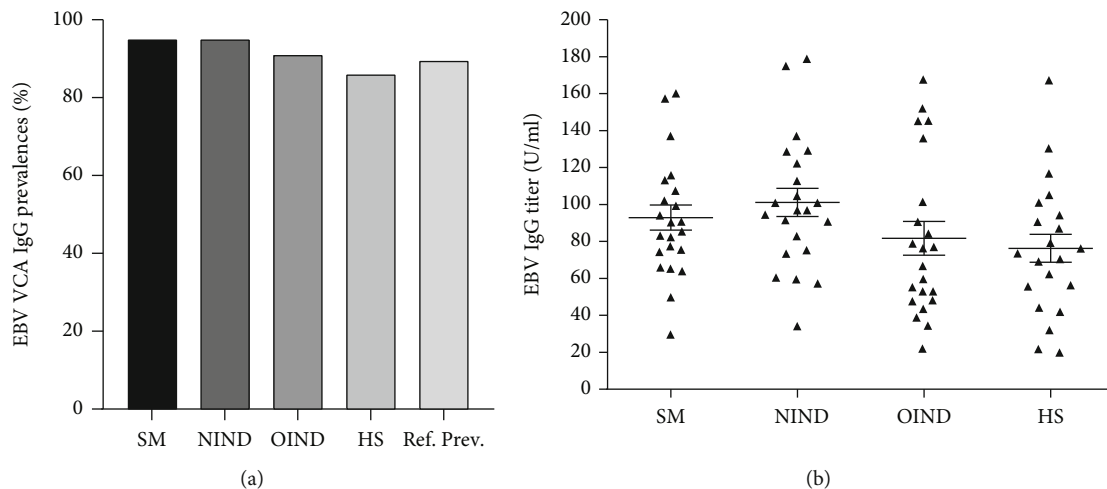 EBV VCA IgG prevalences (%)
100
80
60
40
20
0
SM NIND OIND HS Ref. Prev.
(a)
EBV IgG titer (U/ml)
200
180
160
140
120
100
80
60
40
20
0
SM NIND OIND HS
(b)